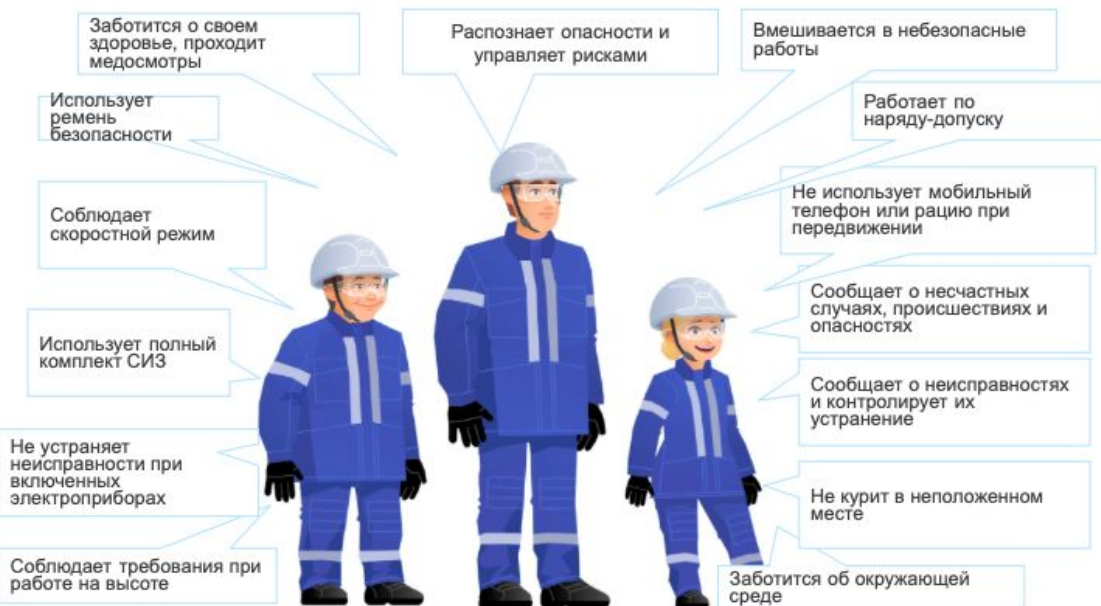 Заботится о своем
здоровье, проходит
медосмотры
Распознает опасности и
управляет рисками
Вмешивается в небезопасные
работы
Использует
ремень
безопасности
Работает по
наряду-допуску
Соблюдает
скоростной режим
Не использует мобильный
телефон или рацию при
передвижении
Использует полный
комплект СИЗ
Сообщает о несчастных
случаях, происшествиях и
опасностях
Сообщает о неисправностях
и контролирует их
устранение
Не устраняет
неисправности при
включенных
электроприборах
Не курит в неположенном
месте
Соблюдает требования при
работе на высоте
Заботится об окружающей
среде